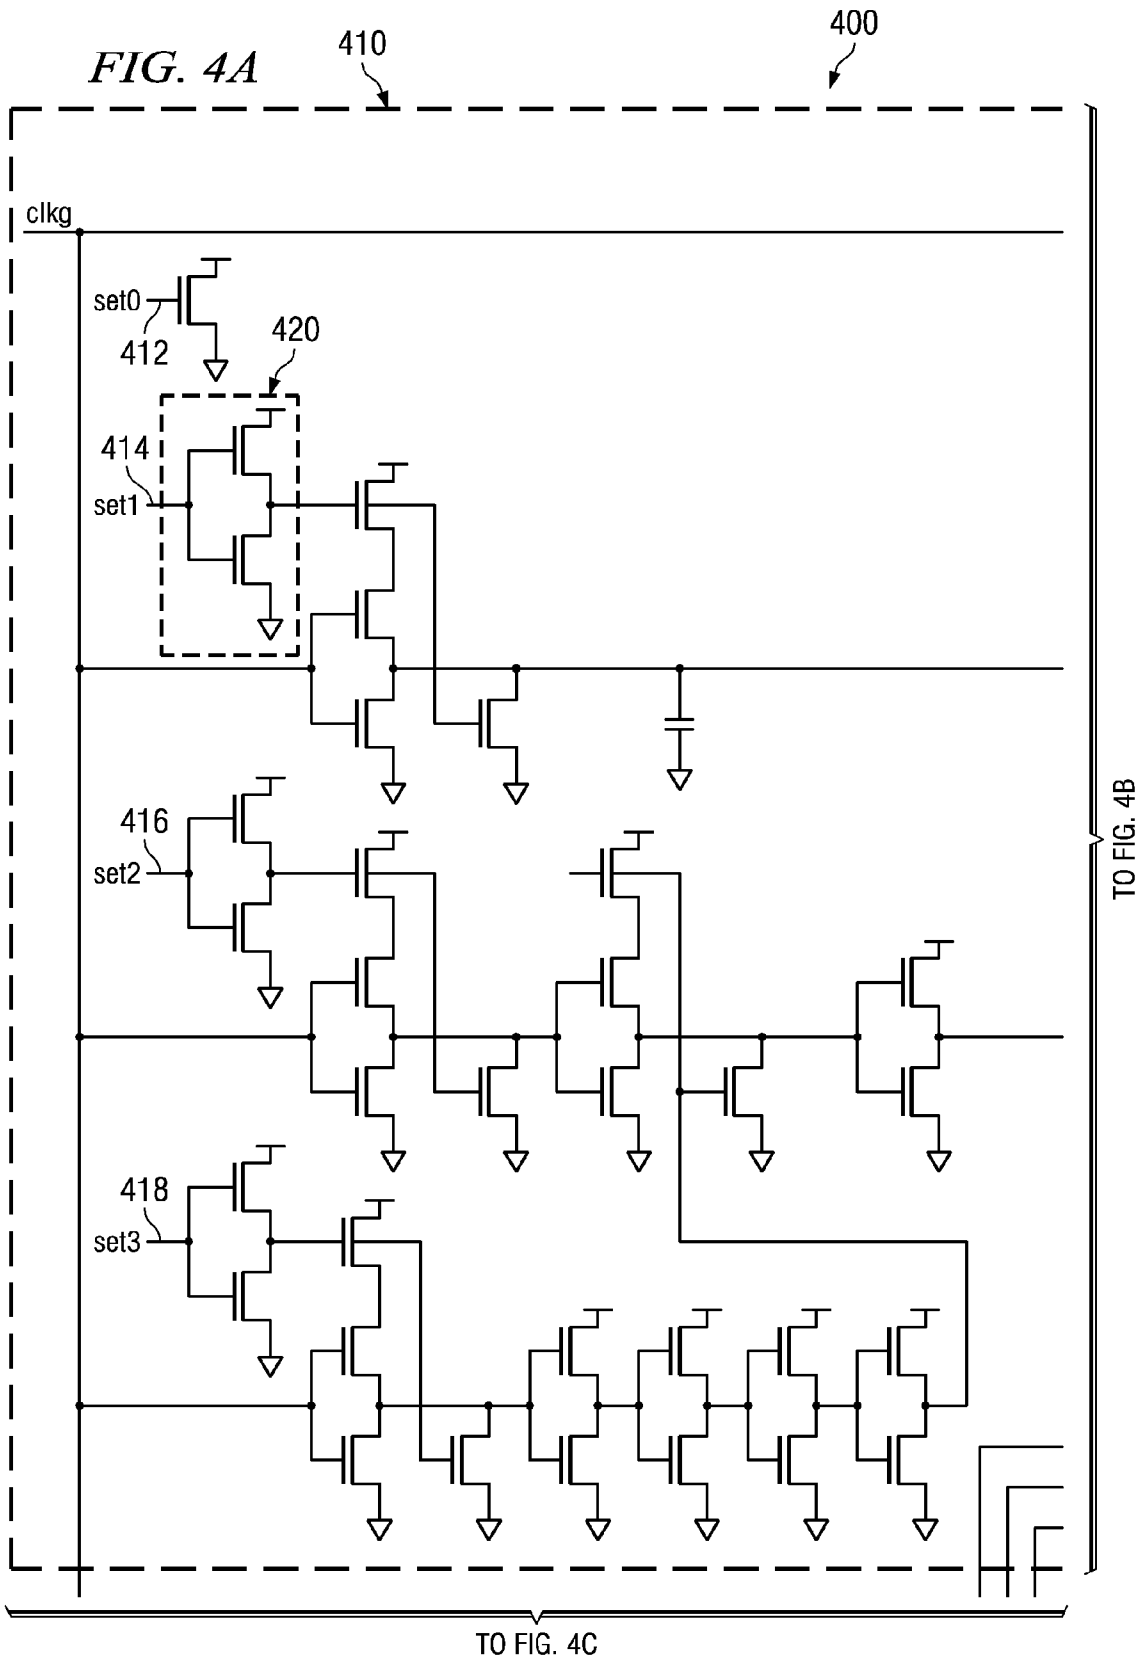 FIG. 4A
410
400
clkg
set0
412
420
414
set1
416
set2
418
set3
TO FIG. 4B
TO FIG. 4C